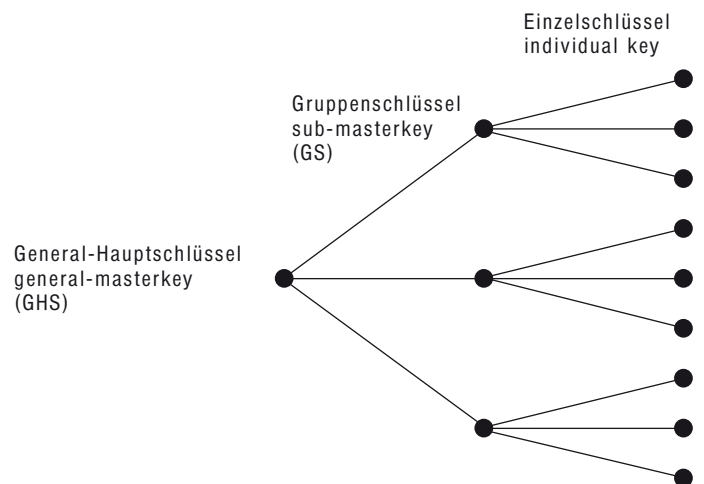 Einzelschlüssel
individual key
Gruppenschlüssel
sub-masterkey
(GS)
General-Hauptschlüssel
general-masterkey
(GHS)